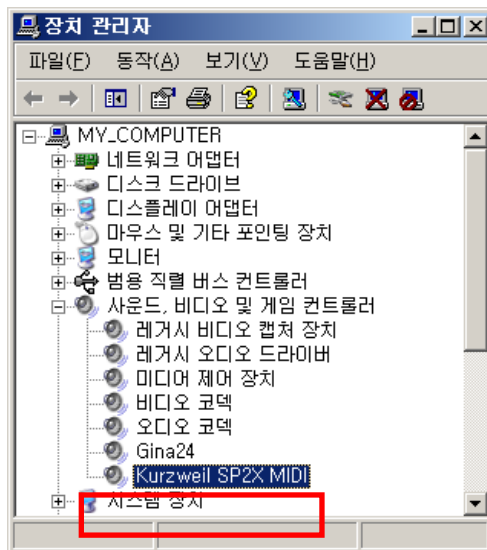 장치 관리자
파일(F) 동작(A) 보기(V) 도움말(H)
MY_COMPUTER
네트워크 어댑터
디스크 드라이브
디스플레이 어댑터
마우스 및 기타 포인팅 장치
모니터
범용 직렬 버스 컨트롤러
사운드, 비디오 및 게임 컨트롤러
레거시 비디오 캡처 장치
레거시 오디오 드라이버
미디어 제어 장치
비디오 코덱
오디오 코덱
Gina24
Kurzweil SP2X MIDI
시스템 장치